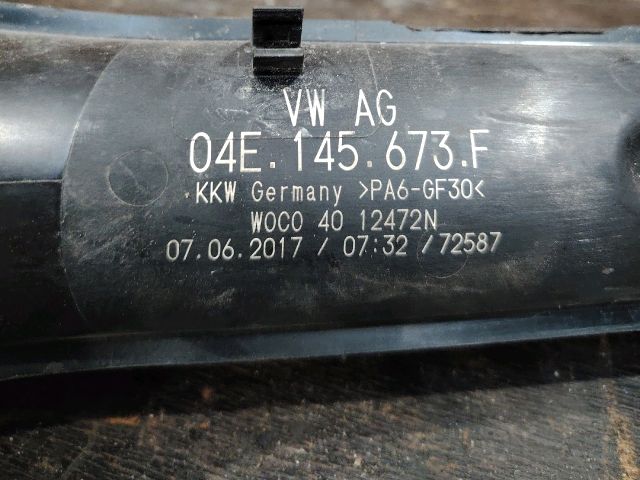 VW AG
04E.145.673.F
KKW Germany >PA6-GF30<
WOCO 40 12472N
07.06.2017 / 07:32 /72587